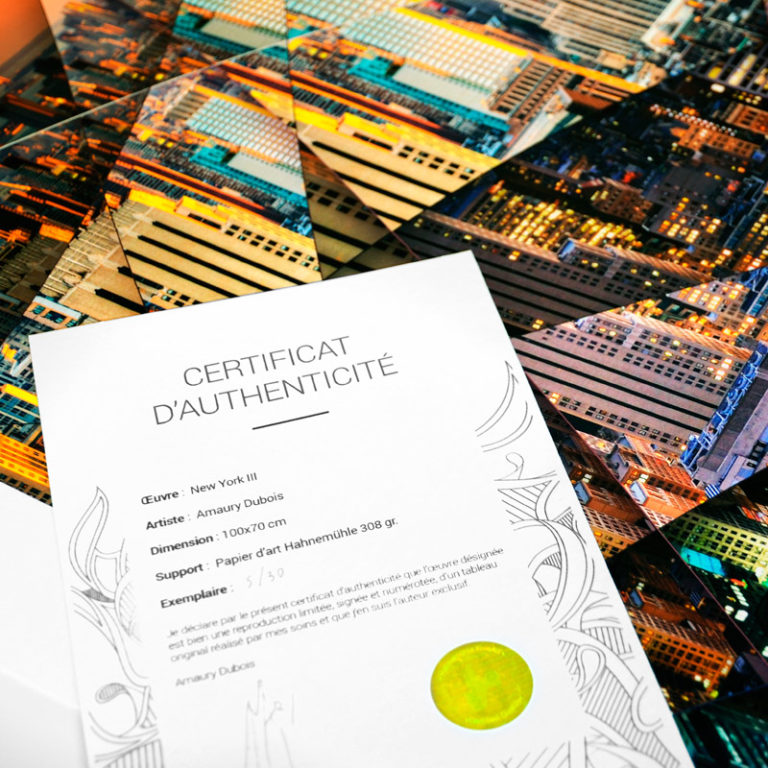 CERTIFICAT
D'AUTHENTICITÉ
Œuvre : New York III
Artiste : Amaury Dubois
Dimension : 100x70 cm
Support : Papier d'art Hahnemühle 308 gr.
Exemplaire : 5/30
Je déclare par le présent certificat d'authenticité que l'œuvre désignée
est bien une reproduction limitée, signée et numérotée, d'un tableau
original réalisé par mes soins et que j'en suis l'auteur exclusif.
Amaury Dubois